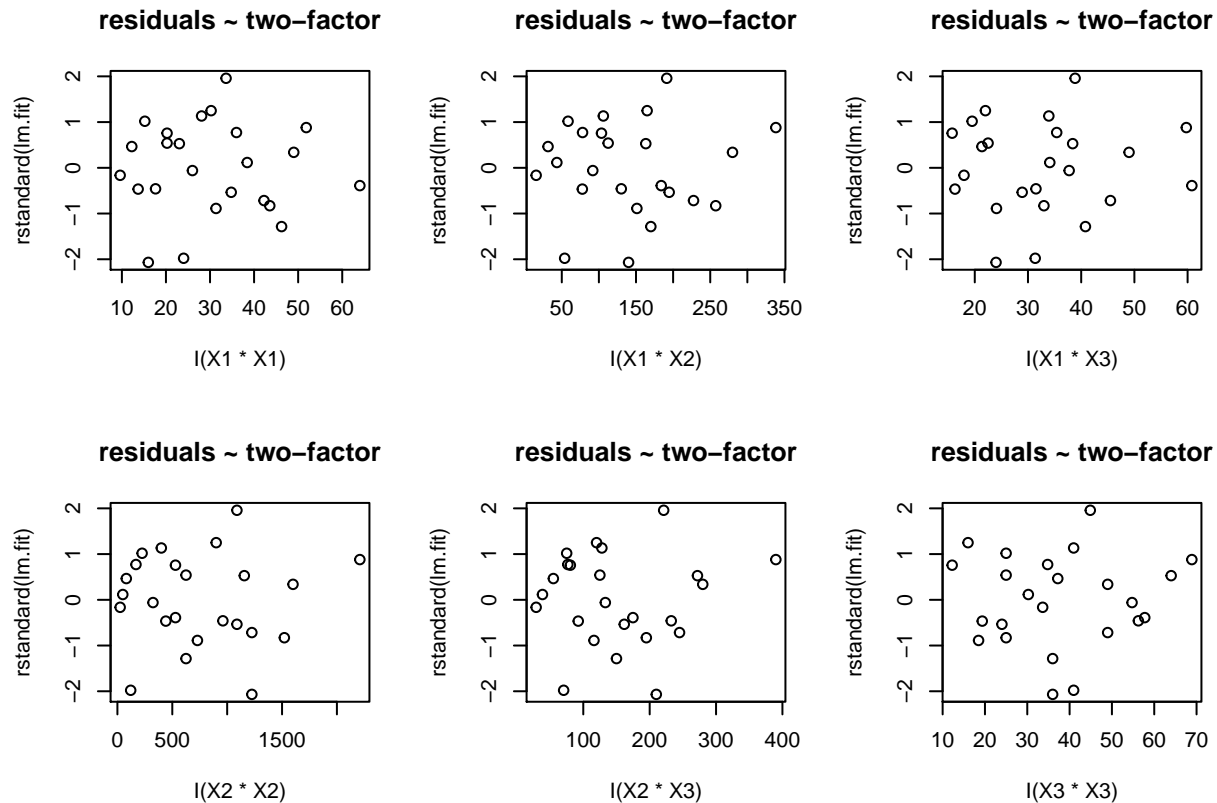 residuals ~ two−factor
rstandard(lm.fit)
2
1
0
−1
−2
10 20 30 40 50 60
I(X1 * X1)
residuals ~ two−factor
rstandard(lm.fit)
2
1
0
−1
−2
50 150 250 350
I(X1 * X2)
residuals ~ two−factor
rstandard(lm.fit)
2
1
0
−1
−2
20 30 40 50 60
I(X1 * X3)
residuals ~ two−factor
rstandard(lm.fit)
2
1
0
−1
−2
0 500 1500
I(X2 * X2)
residuals ~ two−factor
rstandard(lm.fit)
2
1
0
−1
−2
100 200 300 400
I(X2 * X3)
residuals ~ two−factor
rstandard(lm.fit)
2
1
0
−1
−2
10 20 30 40 50 60 70
I(X3 * X3)